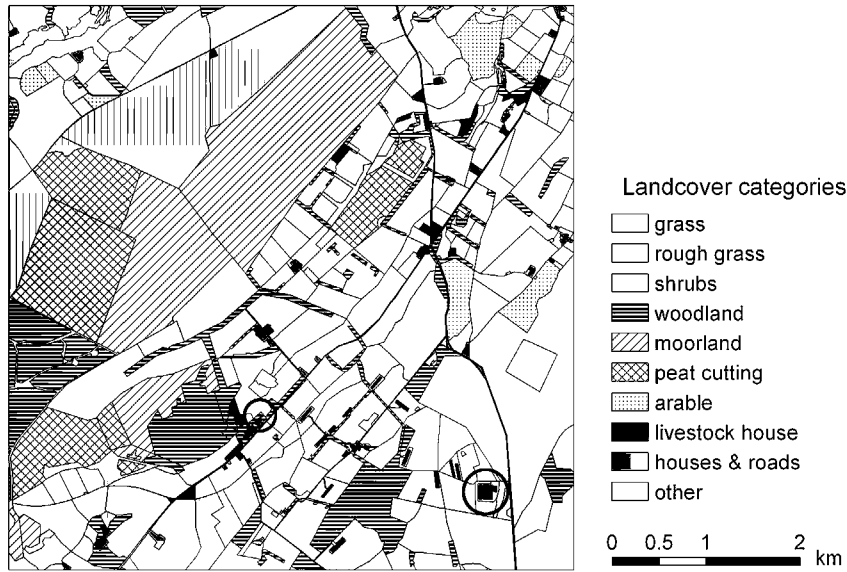 Landcover categories
grass
rough grass
shrubs
woodland
moorland
peat cutting
arable
livestock house
houses & roads
other
0 0.5 1 2
km